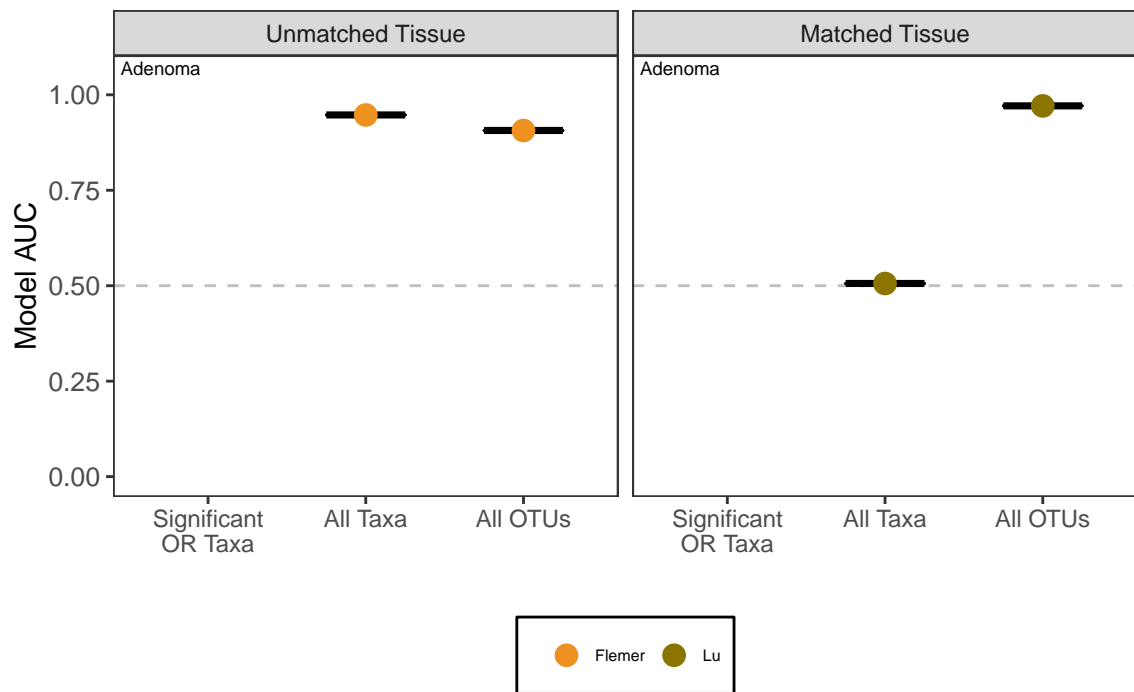 Unmatched Tissue
Matched Tissue
Adenoma
Adenoma
Model AUC
1.00
0.75
0.50
0.25
0.00
Significant
OR Taxa
All Taxa
All OTUs
Significant
OR Taxa
All Taxa
All OTUs
Flemer
Lu